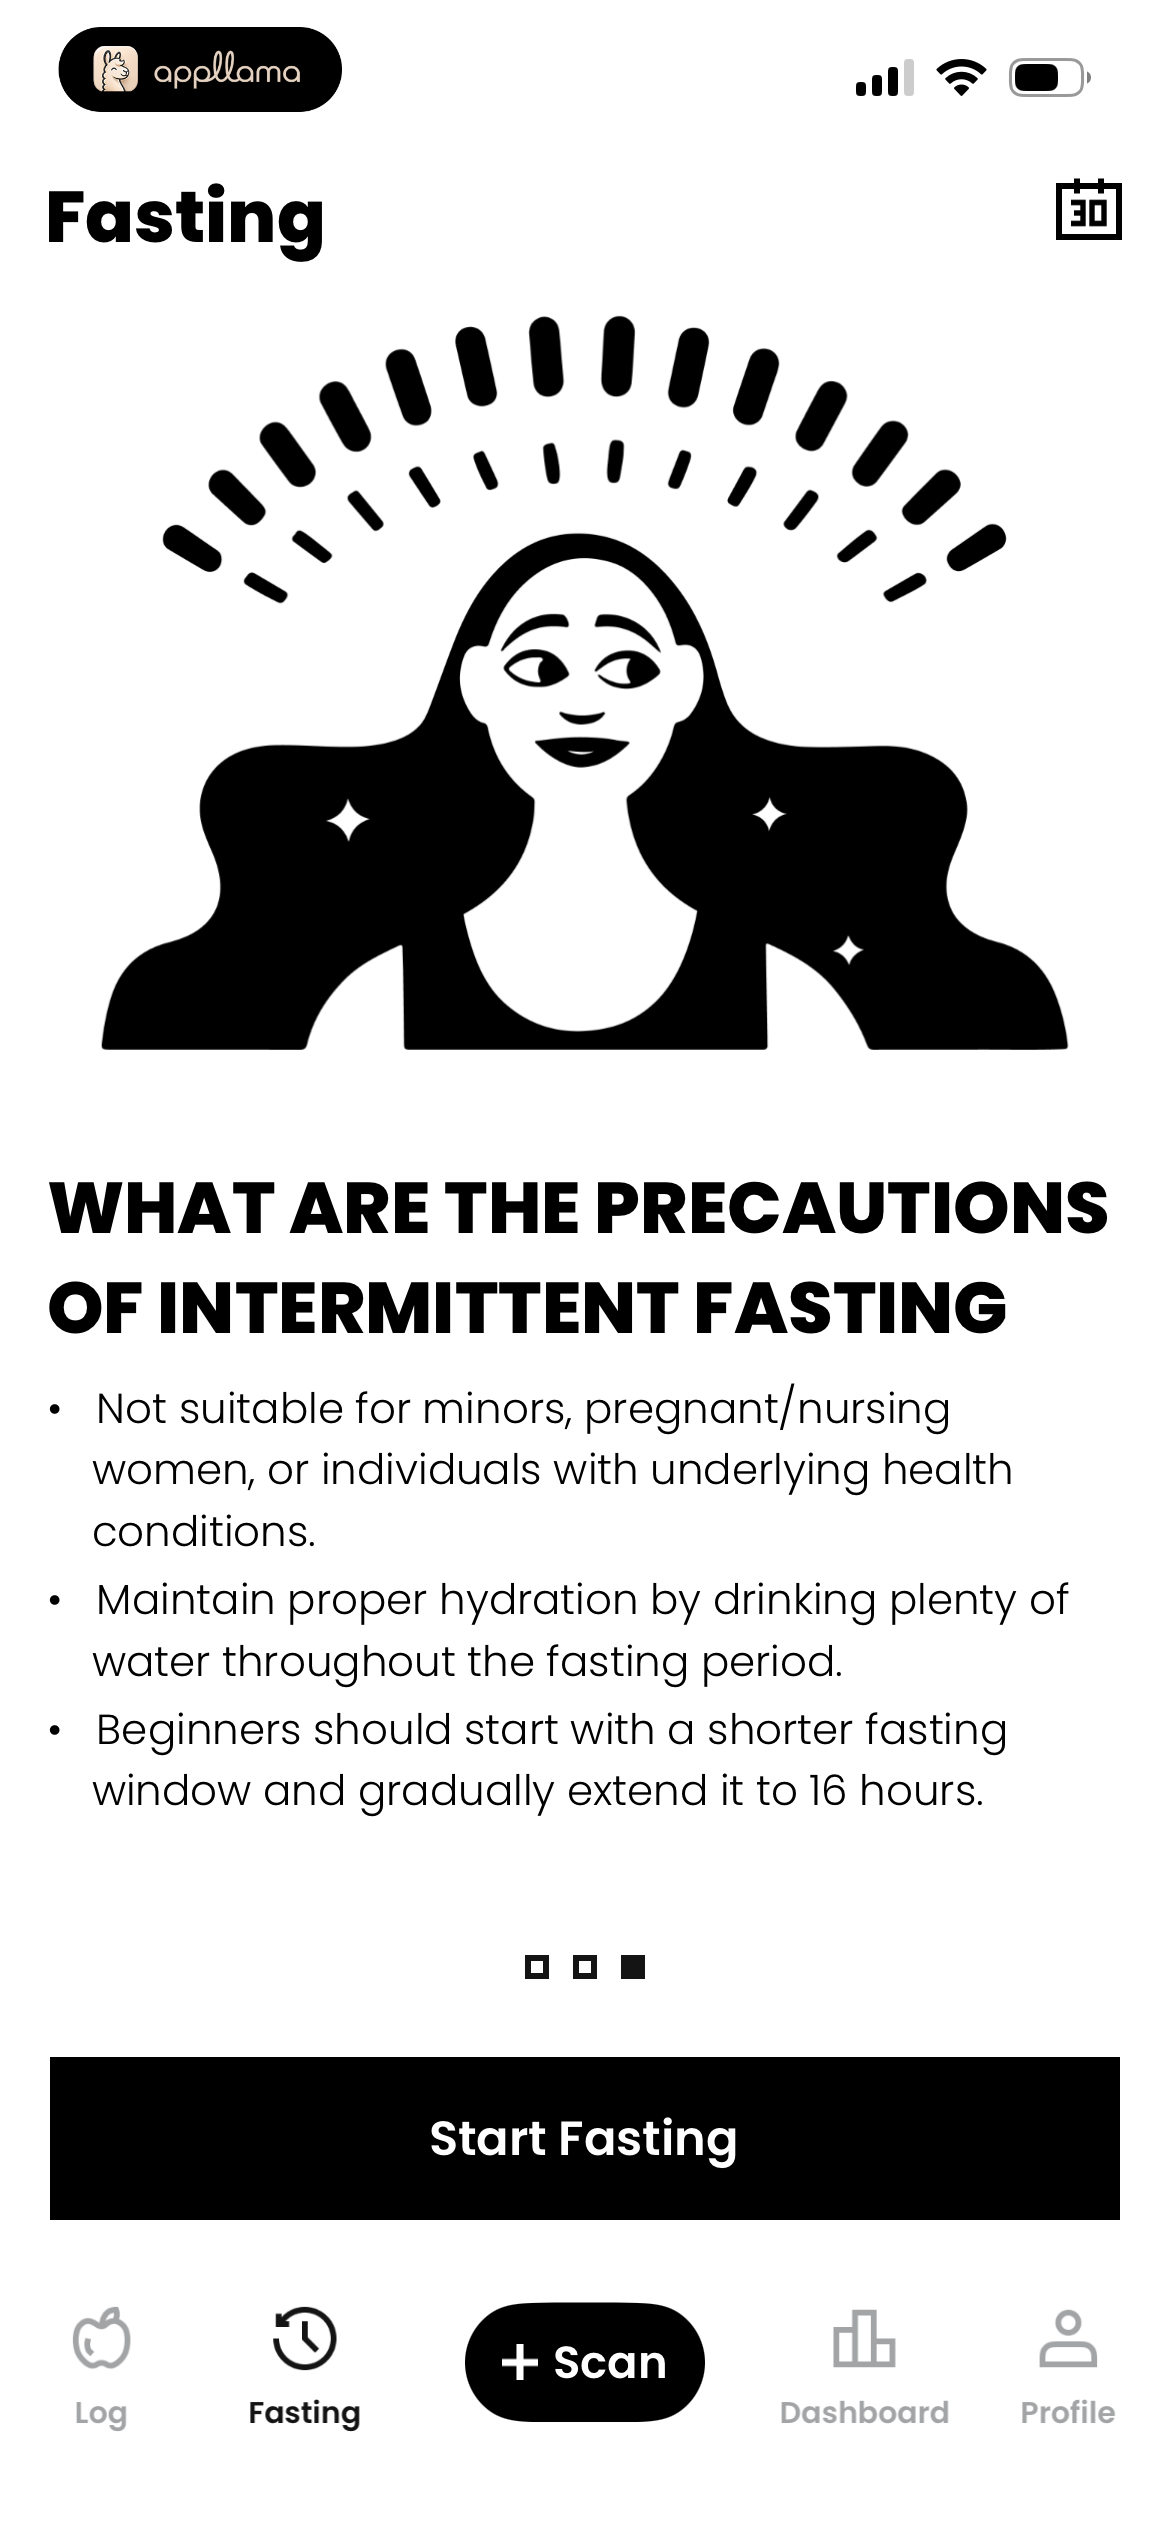 appllama
Fasting
30
WHAT ARE THE PRECAUTIONS
OF INTERMITTENT FASTING
• Not suitable for minors, pregnant/nursing
women, or individuals with underlying health
conditions.
• Maintain proper hydration by drinking plenty of
water throughout the fasting period.
• Beginners should start with a shorter fasting
window and gradually extend it to 16 hours.
Start Fasting
+ Scan
Log
Fasting
Dashboard
Profile